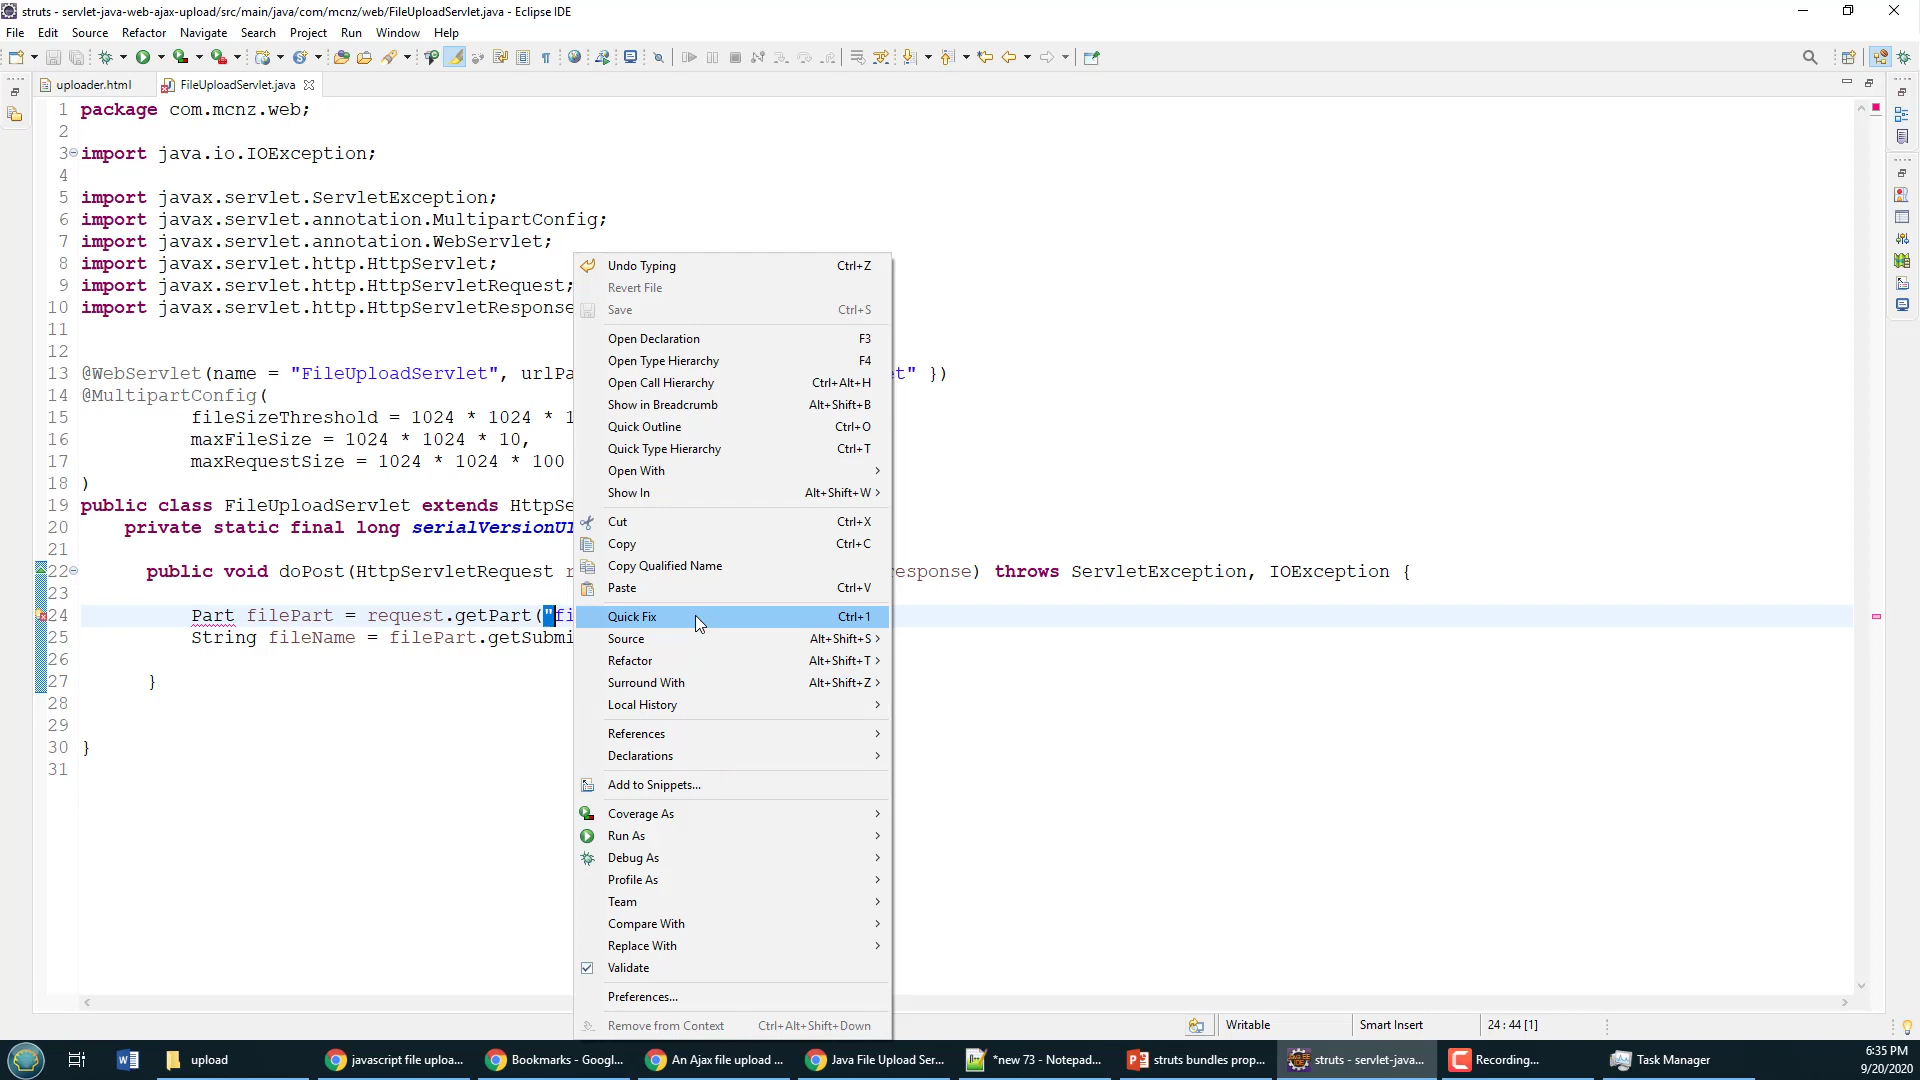 struts - servlet-java-web-ajax-upload/src/main/java/com/mcnz/web/FileUploadServlet.java - Eclipse IDE
File Edit Source Refactor Navigate Search Project Run Window Help
uploader.html FileUploadServlet.java
1 package com.mcnz.web;
2
3 import java.io.IOException;
4
5 import javax.servlet.ServletException;
6 import javax.servlet.annotation.MultipartConfig;
7 import javax.servlet.annotation.WebServlet;
8 import javax.servlet.http.HttpServlet;
9 import javax.servlet.http.HttpServletRequest;
10 import javax.servlet.http.HttpServletResponse
11
12
13 @WebServlet(name = "FileUploadServlet", urlPa et" })
14 @MultipartConfig(
15 fileSizeThreshold = 1024 * 1024 * 1
16 maxFileSize = 1024 * 1024 * 10,
17 maxRequestSize = 1024 * 1024 * 100
18 )
19 public class FileUploadServlet extends HttpSe
20 private static final long serialVersionUI
21
22 public void doPost(HttpServletRequest r esponse) throws ServletException, IOException {
23
24 Part filePart = request.getPart("fi
25 String fileName = filePart.getSubmi
26
27 }
28
29
30 }
31
Undo Typing Ctrl+Z
Revert File
Save Ctrl+S
Open Declaration F3
Open Type Hierarchy F4
Open Call Hierarchy Ctrl+Alt+H
Show in Breadcrumb Alt+Shift+B
Quick Outline Ctrl+O
Quick Type Hierarchy Ctrl+T
Open With
Show In Alt+Shift+W
Cut Ctrl+X
Copy Ctrl+C
Copy Qualified Name
Paste Ctrl+V
Quick Fix Ctrl+1
Source Alt+Shift+S
Refactor Alt+Shift+T
Surround With Alt+Shift+Z
Local History
References
Declarations
Add to Snippets...
Coverage As
Run As
Debug As
Profile As
Team
Compare With
Replace With
Validate
Preferences...
Remove from Context Ctrl+Alt+Shift+Down
Writable Smart Insert 24 : 44 [1]
upload javascript file uploa... Bookmarks - Googl... An Ajax file upload ... Java File Upload Ser... *new 73 - Notepad... struts bundles prop... struts - servlet-java... Recording... Task Manager
6:35 PM
9/20/2020